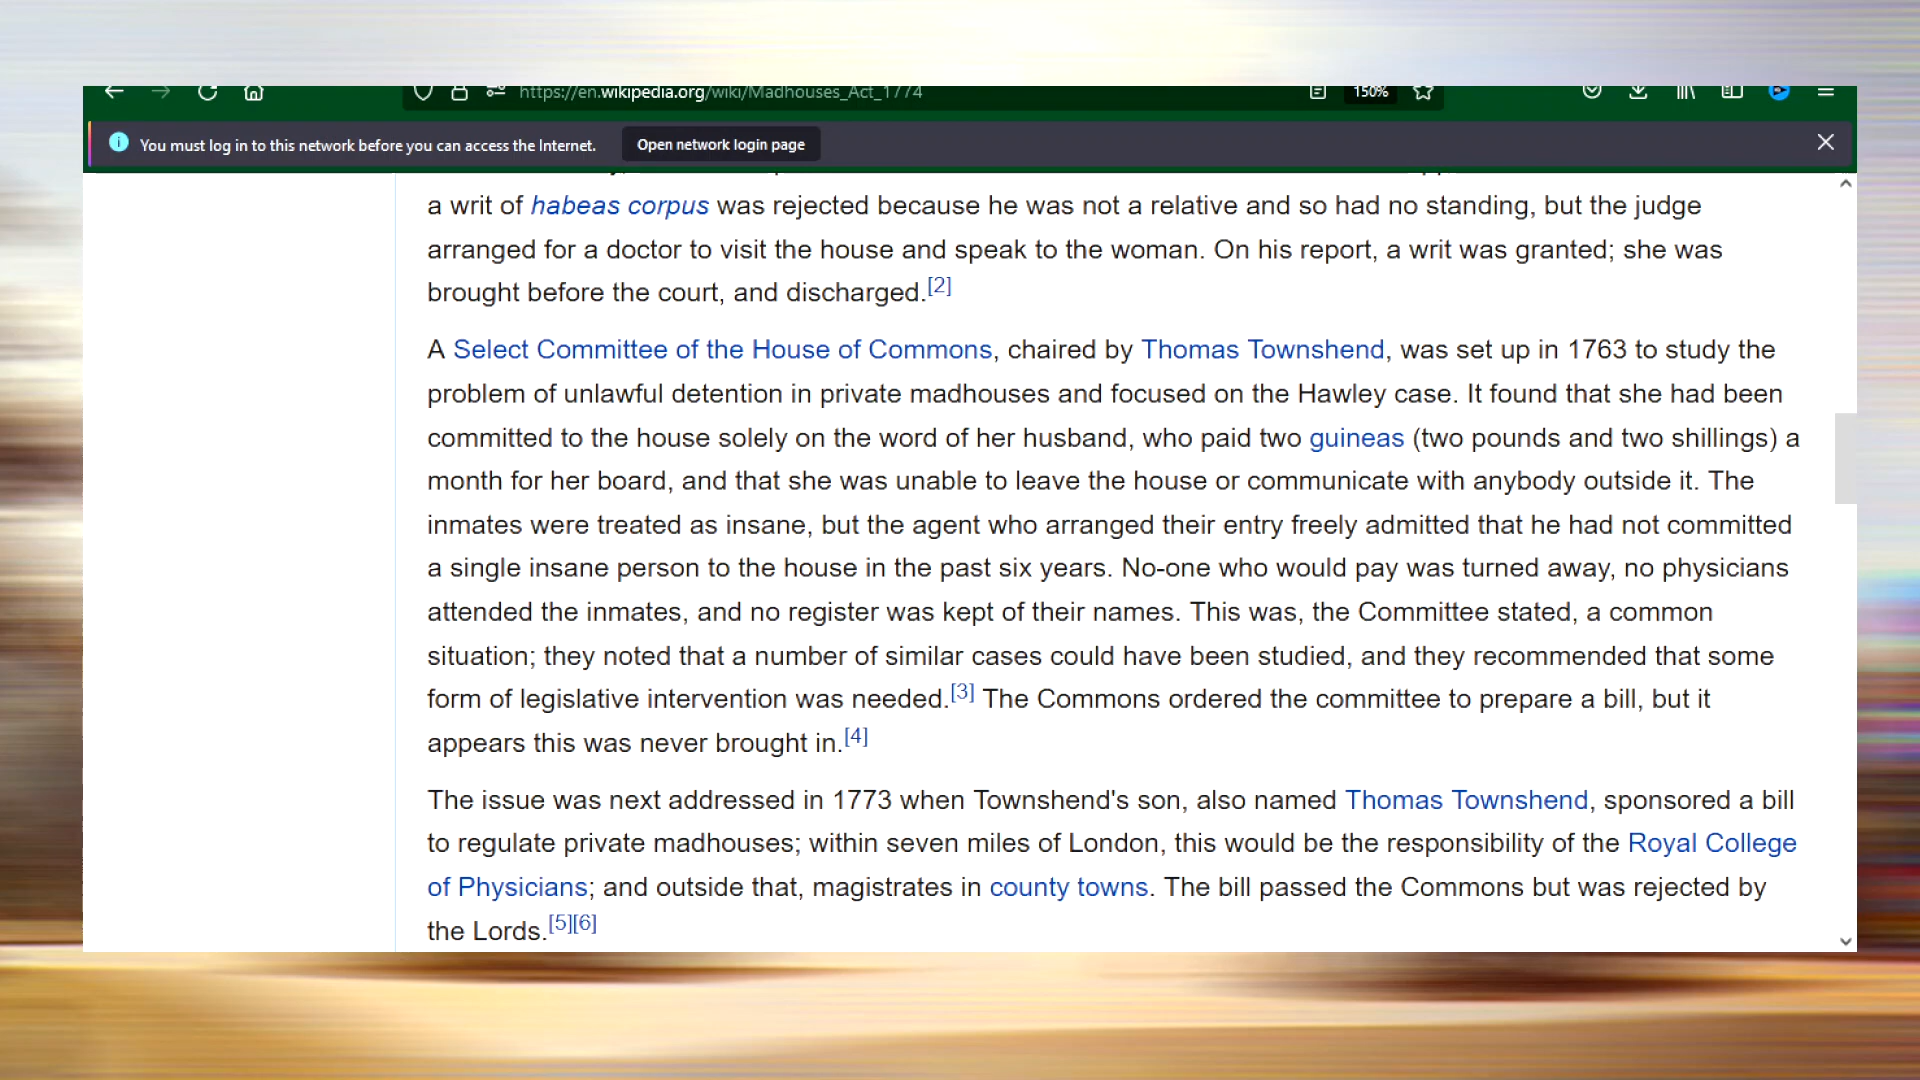 https://en.wikipedia.org/wiki/Madhouses_Act_1774
150%
You must log in to this network before you can access the Internet.
Open network login page
a writ of habeas corpus was rejected because he was not a relative and so had no standing, but the judge
arranged for a doctor to visit the house and speak to the woman. On his report, a writ was granted; she was
brought before the court, and discharged.[2]
A Select Committee of the House of Commons, chaired by Thomas Townshend, was set up in 1763 to study the
problem of unlawful detention in private madhouses and focused on the Hawley case. It found that she had been
committed to the house solely on the word of her husband, who paid two guineas (two pounds and two shillings) a
month for her board, and that she was unable to leave the house or communicate with anybody outside it. The
inmates were treated as insane, but the agent who arranged their entry freely admitted that he had not committed
a single insane person to the house in the past six years. No-one who would pay was turned away, no physicians
attended the inmates, and no register was kept of their names. This was, the Committee stated, a common
situation; they noted that a number of similar cases could have been studied, and they recommended that some
form of legislative intervention was needed.[3] The Commons ordered the committee to prepare a bill, but it
appears this was never brought in.[4]
The issue was next addressed in 1773 when Townshend's son, also named Thomas Townshend, sponsored a bill
to regulate private madhouses; within seven miles of London, this would be the responsibility of the Royal College
of Physicians; and outside that, magistrates in county towns. The bill passed the Commons but was rejected by
the Lords.[5][6]